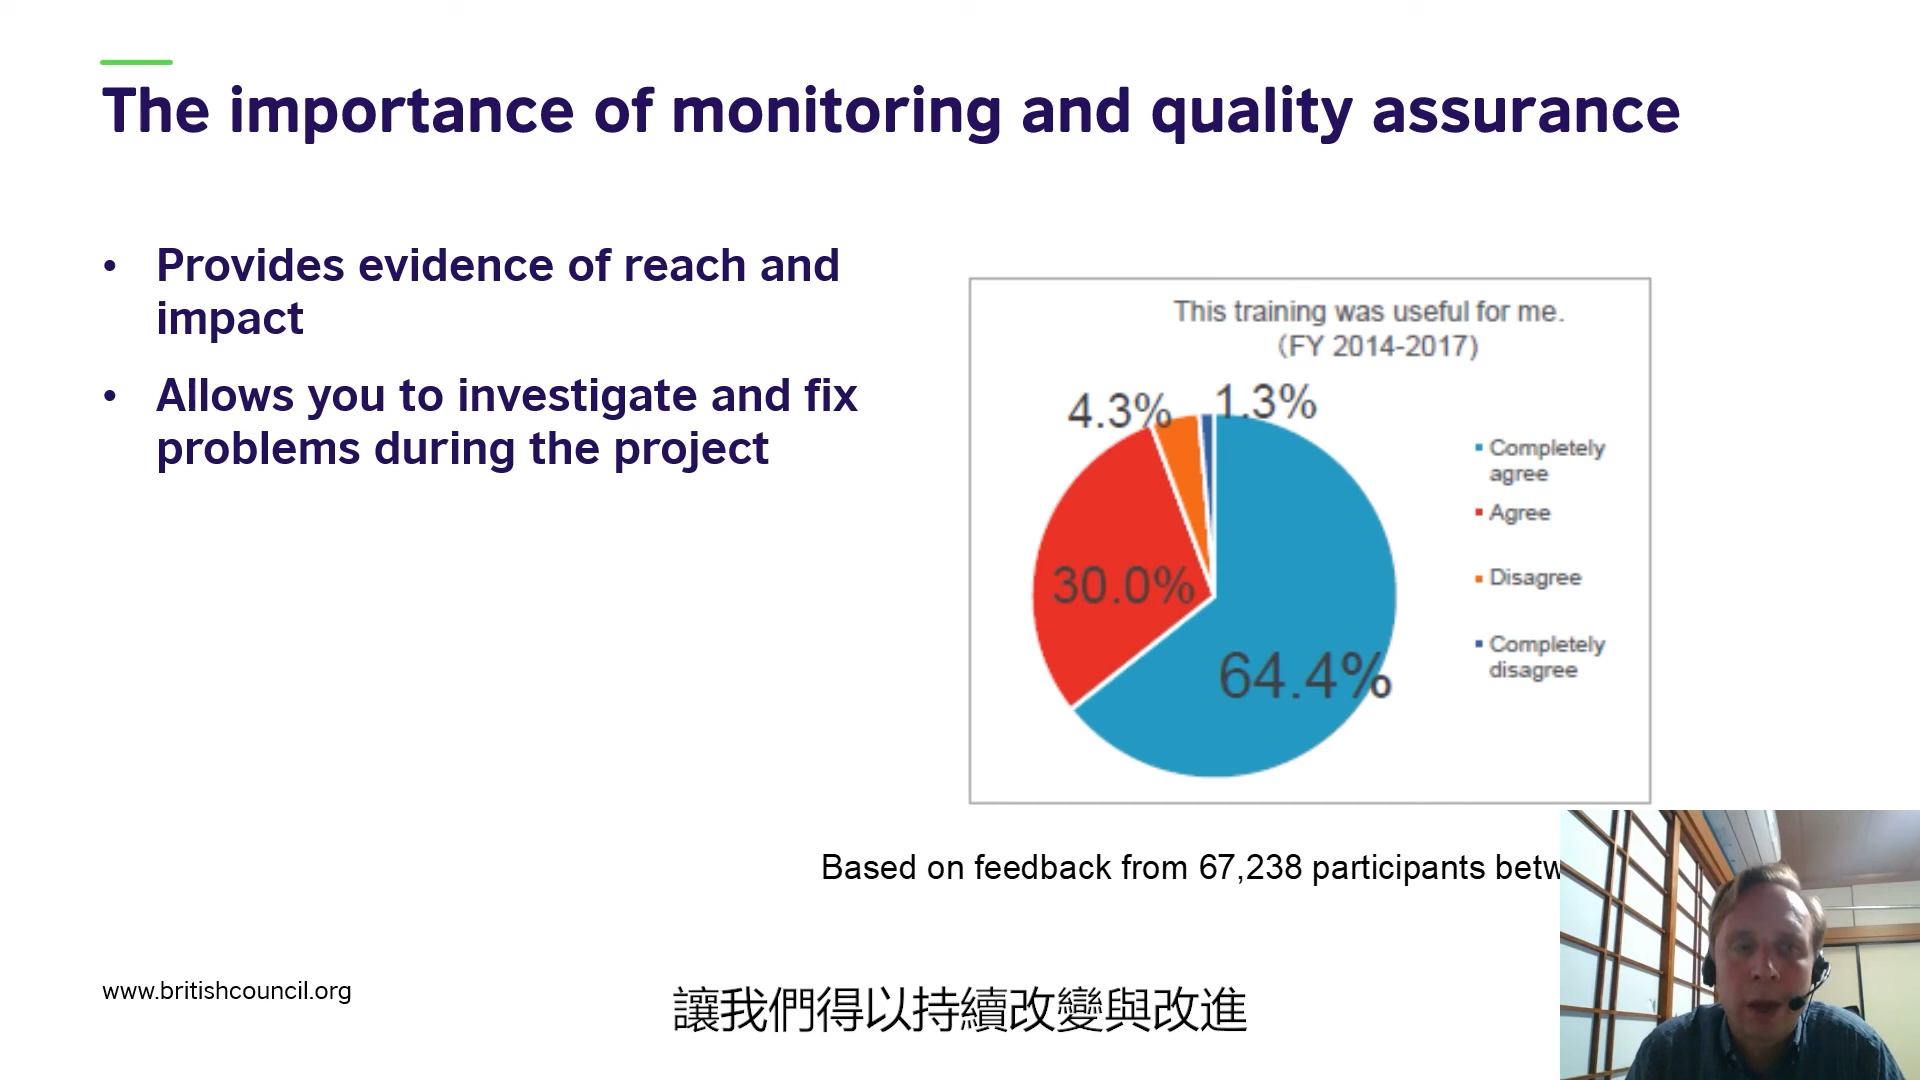 The importance of monitoring and quality assurance
• Provides evidence of reach and
impact
• Allows you to investigate and fix
problems during the project
This training was useful for me.
(FY 2014-2017)
4.3%
1.3%
30.0%
64.4%
Completely
agree
Agree
Disagree
Completely
disagree
Based on feedback from 67,238 participants
www.britishcouncil.org
讓我們得以持續改變與改進